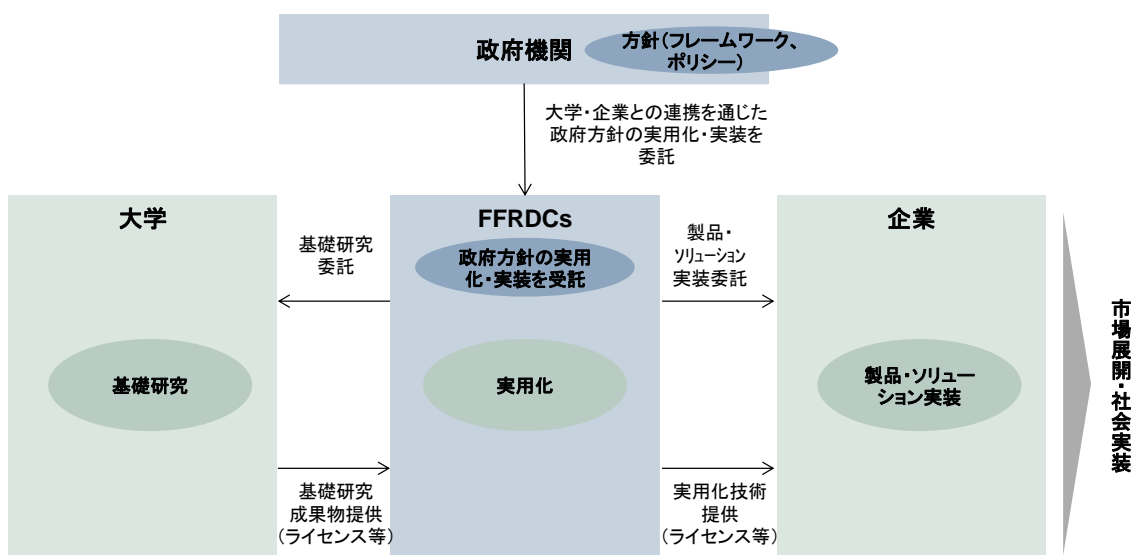 政府機関
方針(フレームワーク、
ポリシー)
大学・企業との連携を通じた
政府方針の実用化・実装を
委託
大学
基礎研究
委託
FFRDCs
政府方針の実用
化・実装を受託
製品・
ソリューション
実装委託
企業
基礎研究
実用化
製品・ソリュー
ション実装
基礎研究
成果物提供
(ライセンス等)
実用化技術
提供
(ライセンス等)
市場展開・社会実装